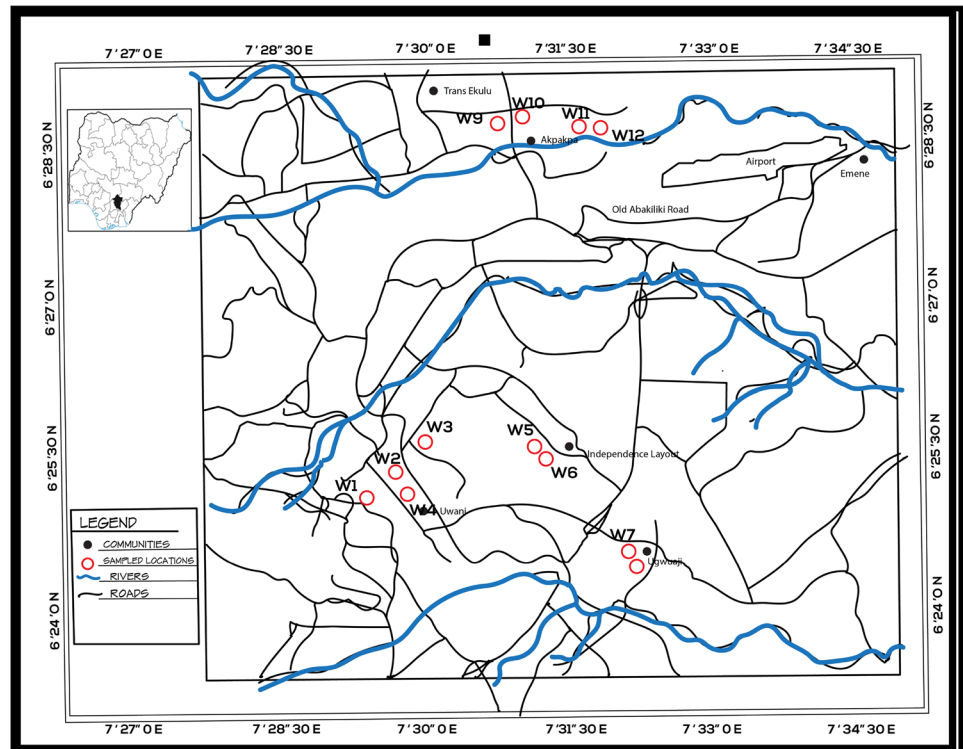 7 ' 27" 0 E
7 ' 28" 30 E
7 ' 30" 0 E
7 ' 31" 30 E
7 ' 33" 0 E
7 ' 34" 30 E
Trans Ekulu
W9
W10
W11
W12
Akpakpa
Airport
Emene
Old Abakiliki Road
6 ' 28' 30 N
6 ' 28' 30 N
6 ' 27' 0 N
6 ' 27' 0 N
W3
W5
W2
W6
Independence Layout
W1
W4
Uwani
6 ' 25' 30 N
6 ' 25' 30 N
W7
Ugwuaji
LEGEND
COMMUNITIES
SAMPLED LOCATIONS
RIVERS
ROADS
6 ' 24' 0 N
6 ' 24' 0 N
7 ' 27" 0 E
7 ' 28" 30 E
7 ' 30" 0 E
7 ' 31" 30 E
7 ' 33" 0 E
7 ' 34" 30 E